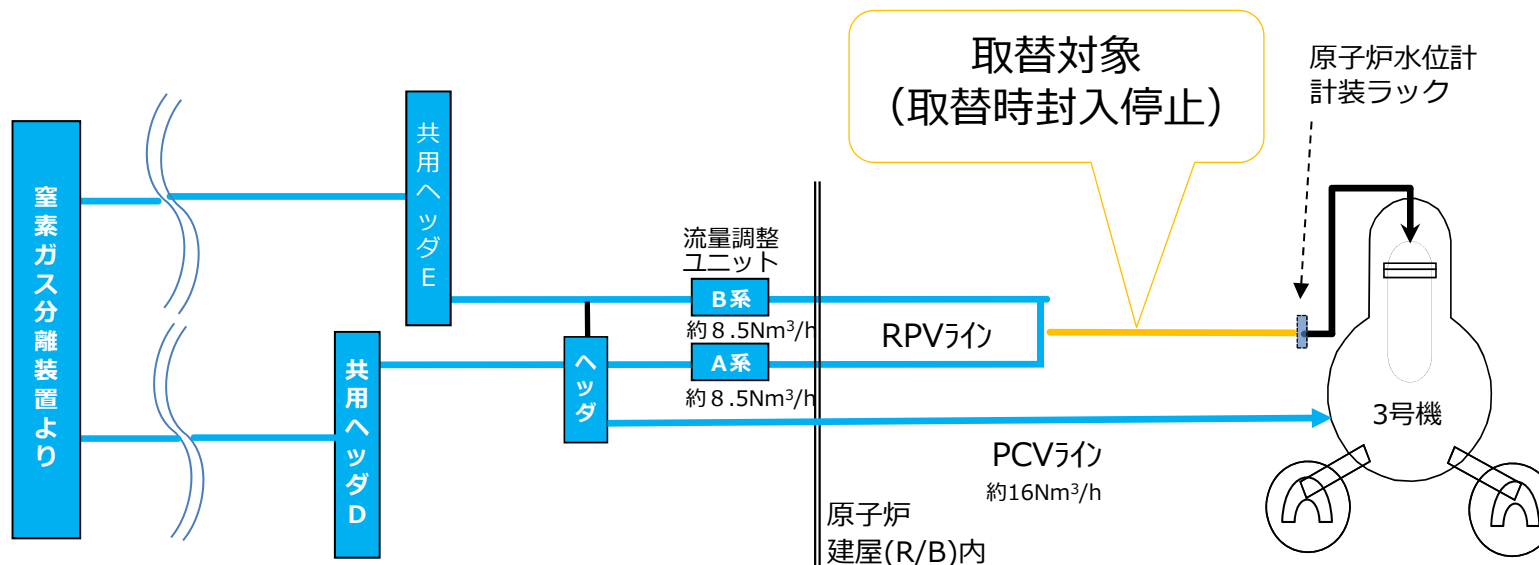 取替対象
（取替時封入停止）
原子炉水位計
計装ラック
窒素ガス分離装置より
共用ヘッダE
共用ヘッダD
流量調整
ユニット
B系
約８.5Nm³/h
ヘッダ
A系
約８.5Nm³/h
RPVライン
PCVライン
約16Nm³/h
3号機
原子炉
建屋(R/B)内